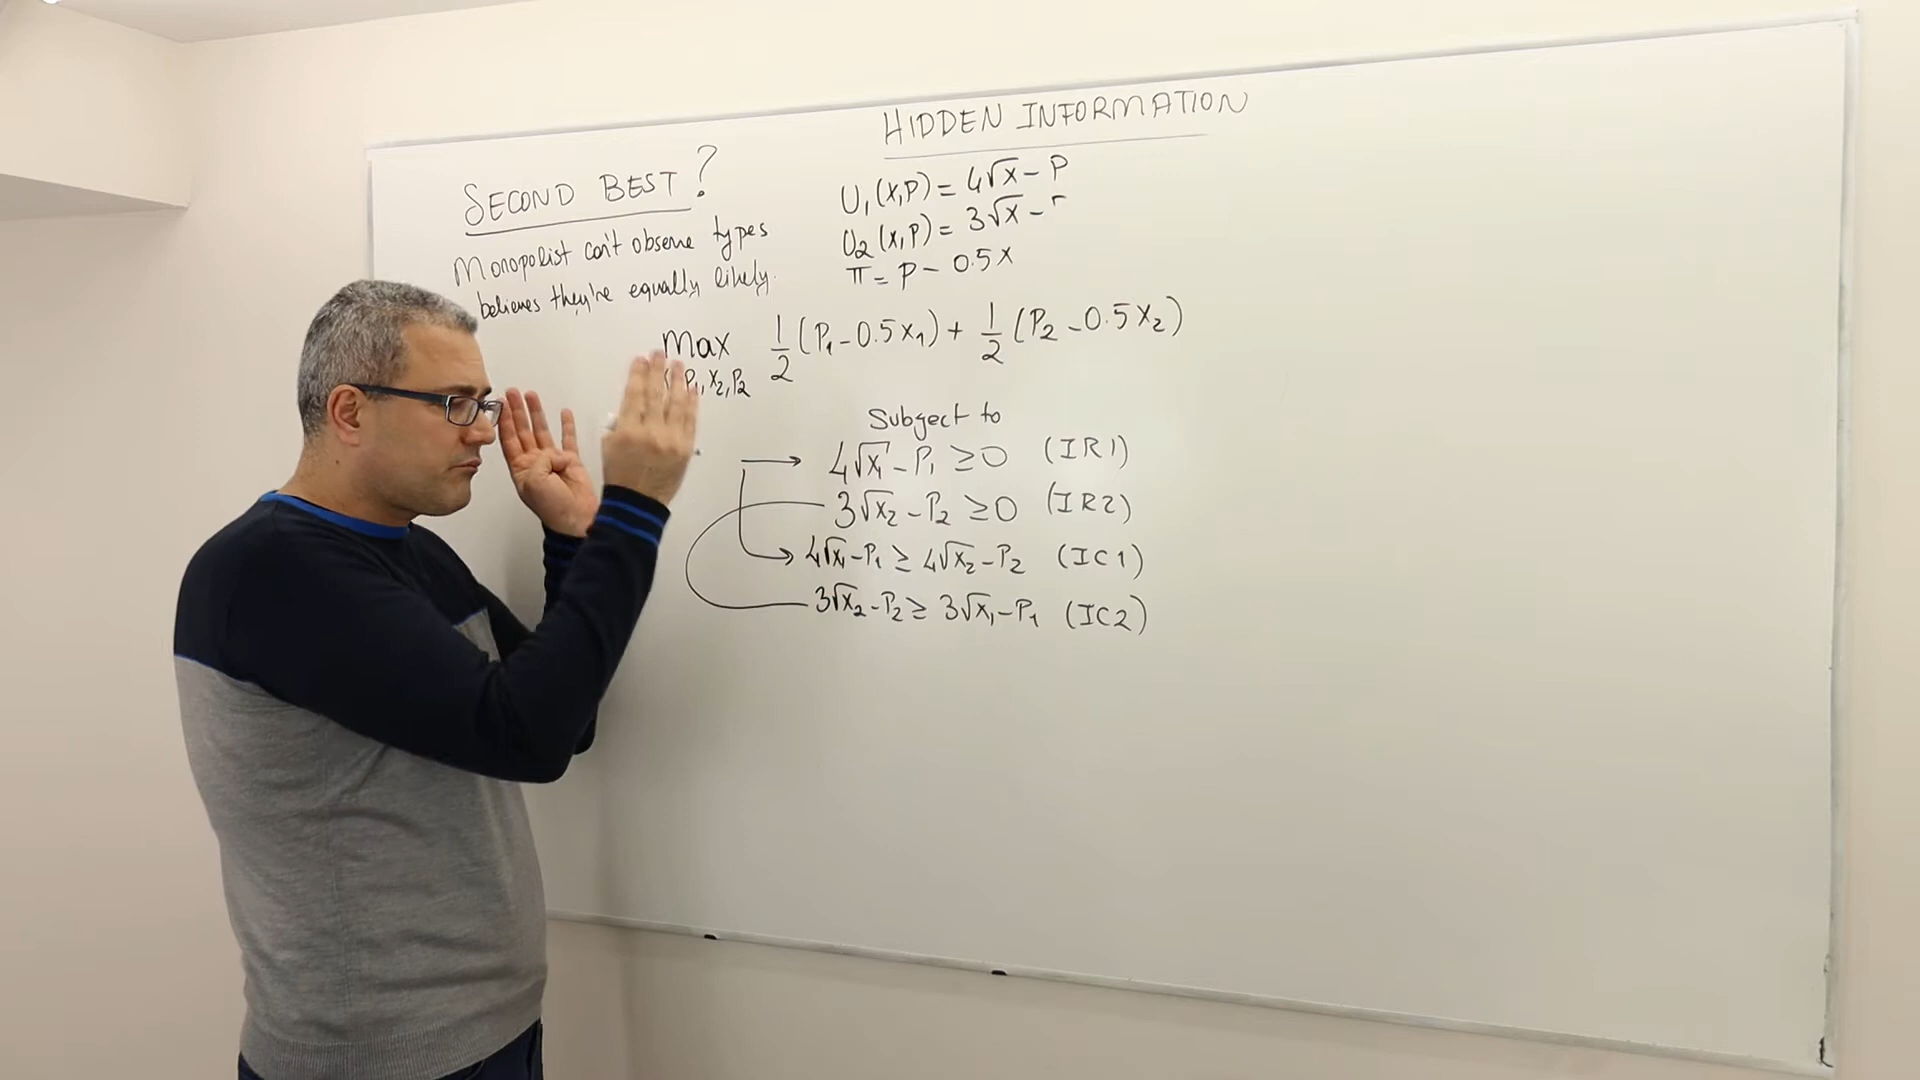 HIDDEN INFORMATION
SECOND BEST?
Monopolist can't observe types
believes they're equally likely.
U₁(x,p) = 4√x - P
U₂(x,p) = 3√x -
π = P - 0.5x
Max ½(P₁ - 0.5x₁) + ½(P₂ - 0.5x₂)
P₁, x₂, P₂
Subject to
4√x₁ - P₁ ≥ 0 (IR1)
3√x₂ - P₂ ≥ 0 (IR2)
4√x₁ - P₁ ≥ 4√x₂ - P₂ (IC1)
3√x₂ - P₂ ≥ 3√x₁ - P₁ (IC2)